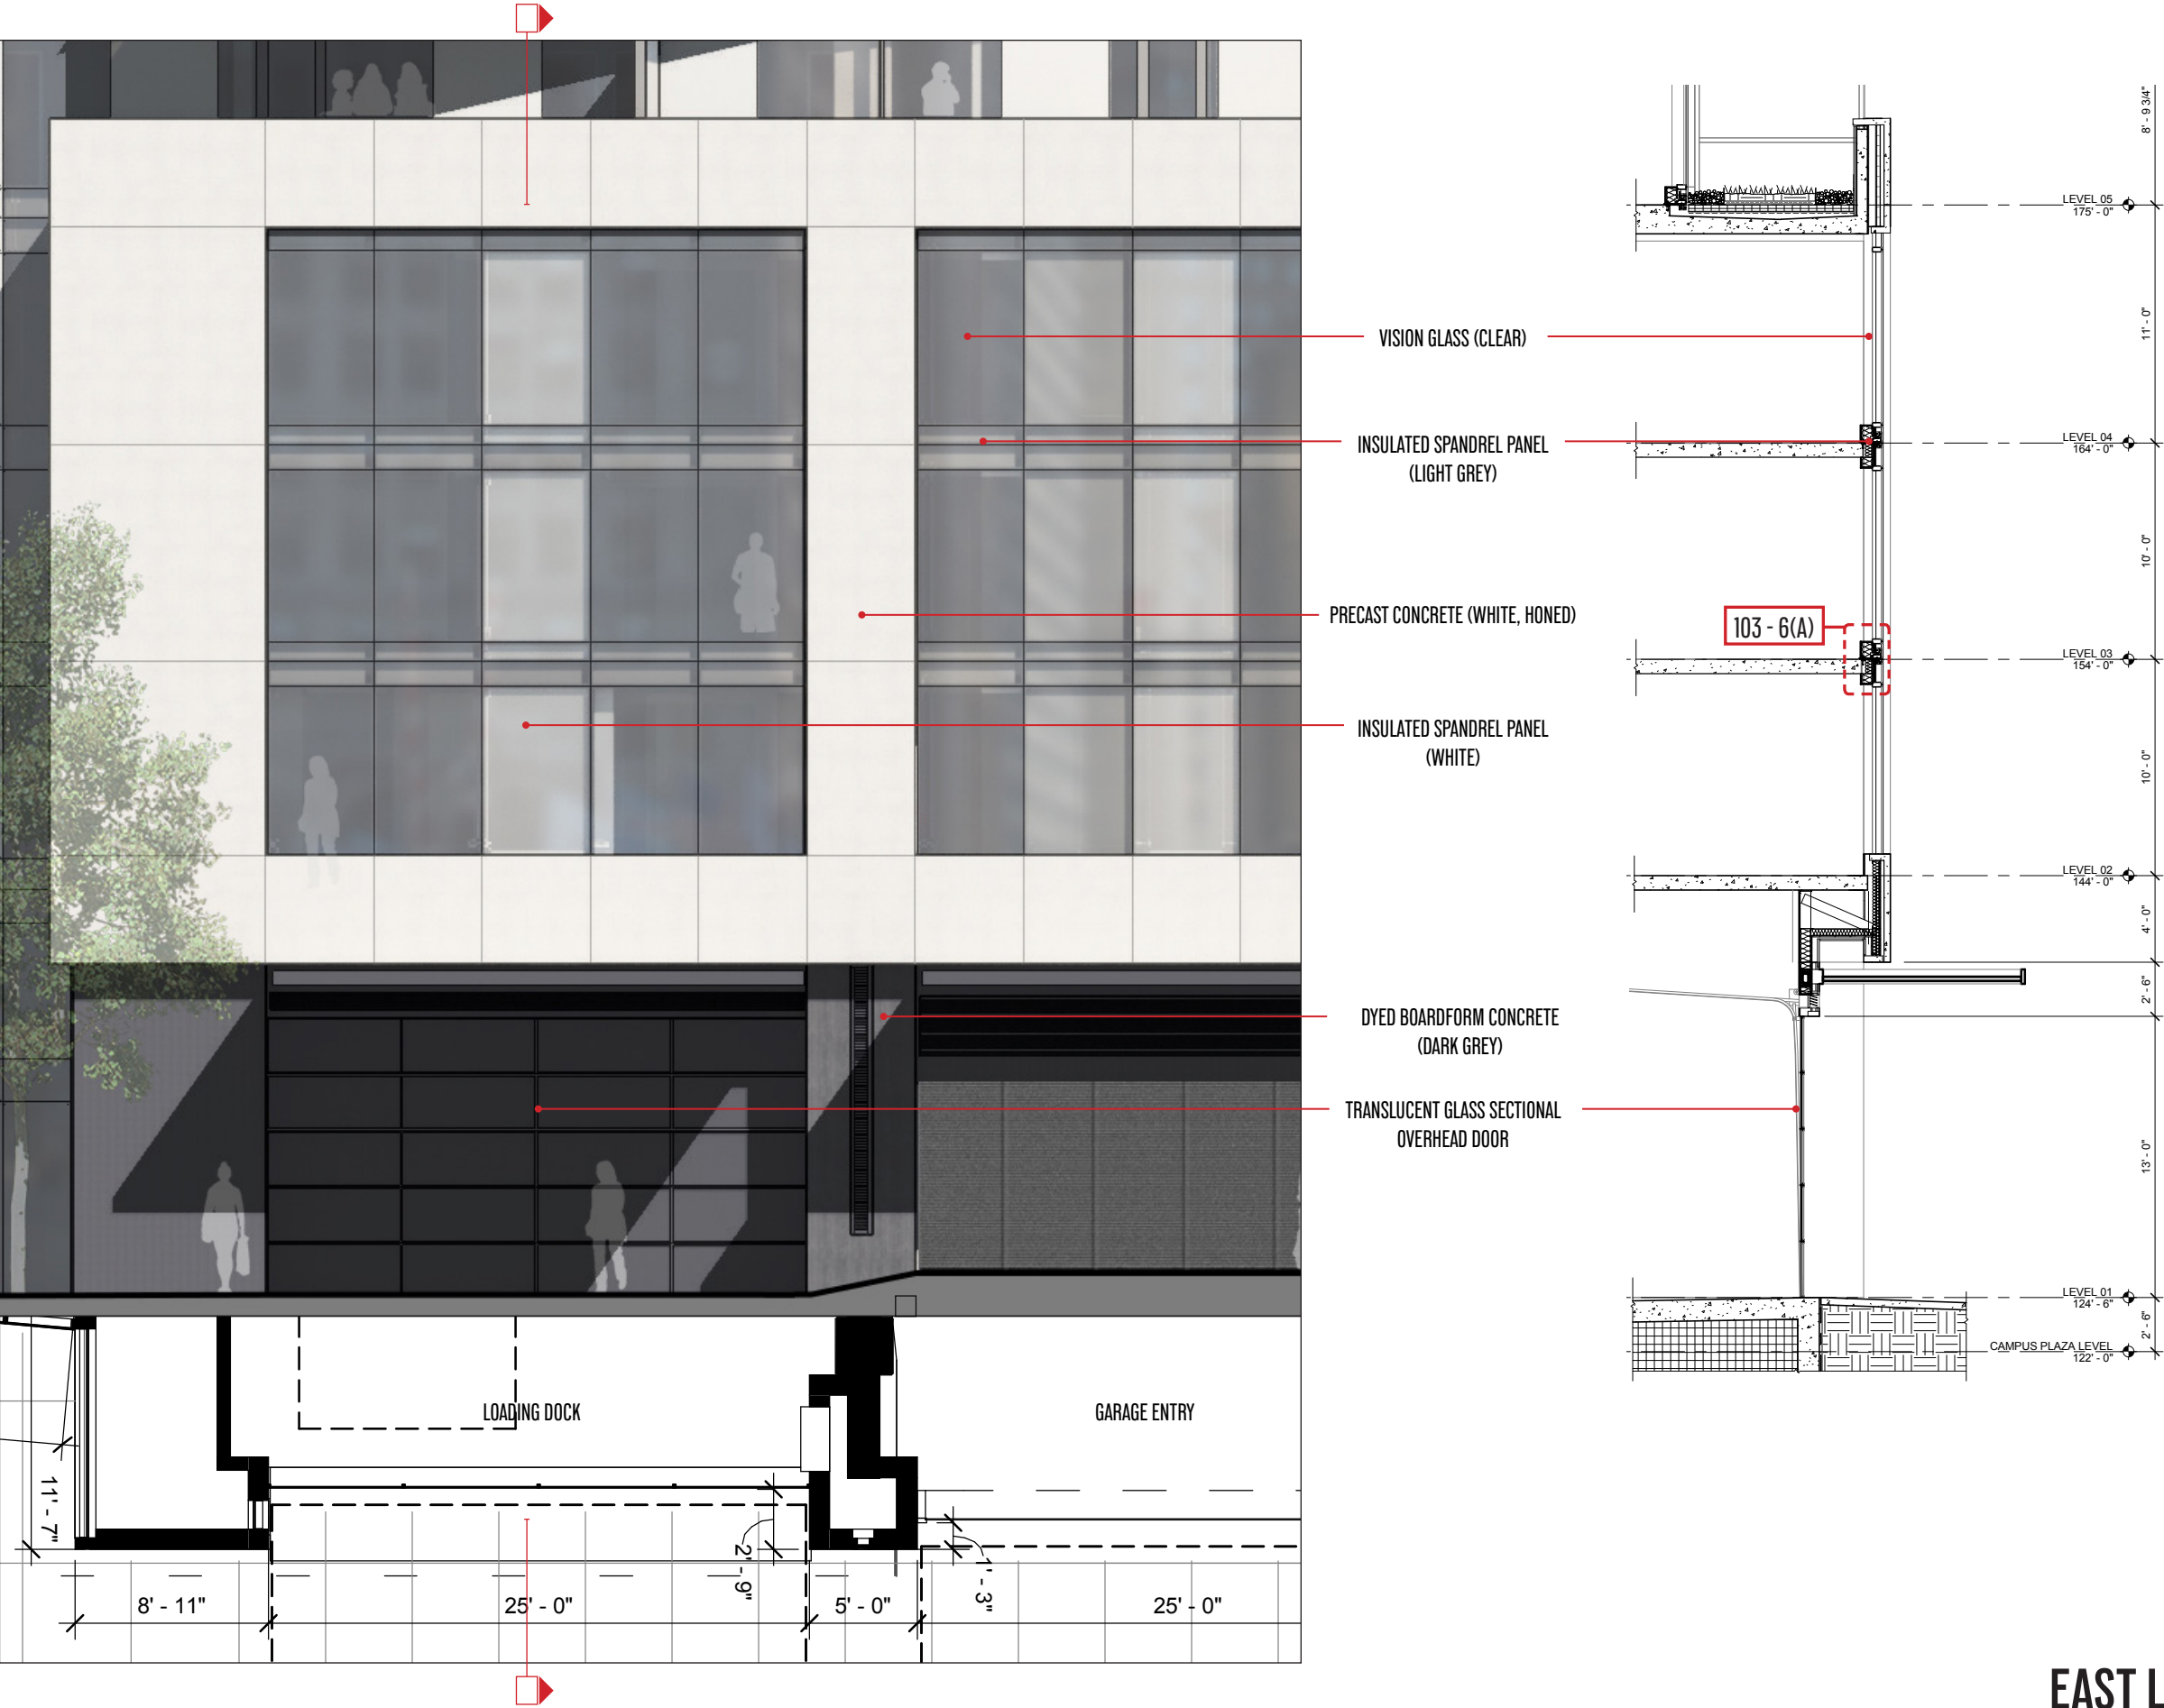 VISION GLASS (CLEAR)
INSULATED SPANDREL PANEL
(LIGHT GREY)
PRECAST CONCRETE (WHITE, HONED)
INSULATED SPANDREL PANEL
(WHITE)
DYED BOARDFORM CONCRETE
(DARK GREY)
TRANSLUCENT GLASS SECTIONAL
OVERHEAD DOOR
103 - 6(A)
8' - 9 3/4"
LEVEL 05
175' - 0"
11' - 0"
LEVEL 04
164' - 0"
10' - 0"
LEVEL 03
154' - 0"
10' - 0"
LEVEL 02
144' - 0"
4' - 0"
2' - 6"
13' - 0"
LEVEL 01
124' - 6"
2' - 6"
CAMPUS PLAZA LEVEL
122' - 0"
LOADING DOCK
GARAGE ENTRY
11' - 7"
2' - 9"
1' - 3"
8' - 11"
25' - 0"
5' - 0"
25' - 0"
EAST L